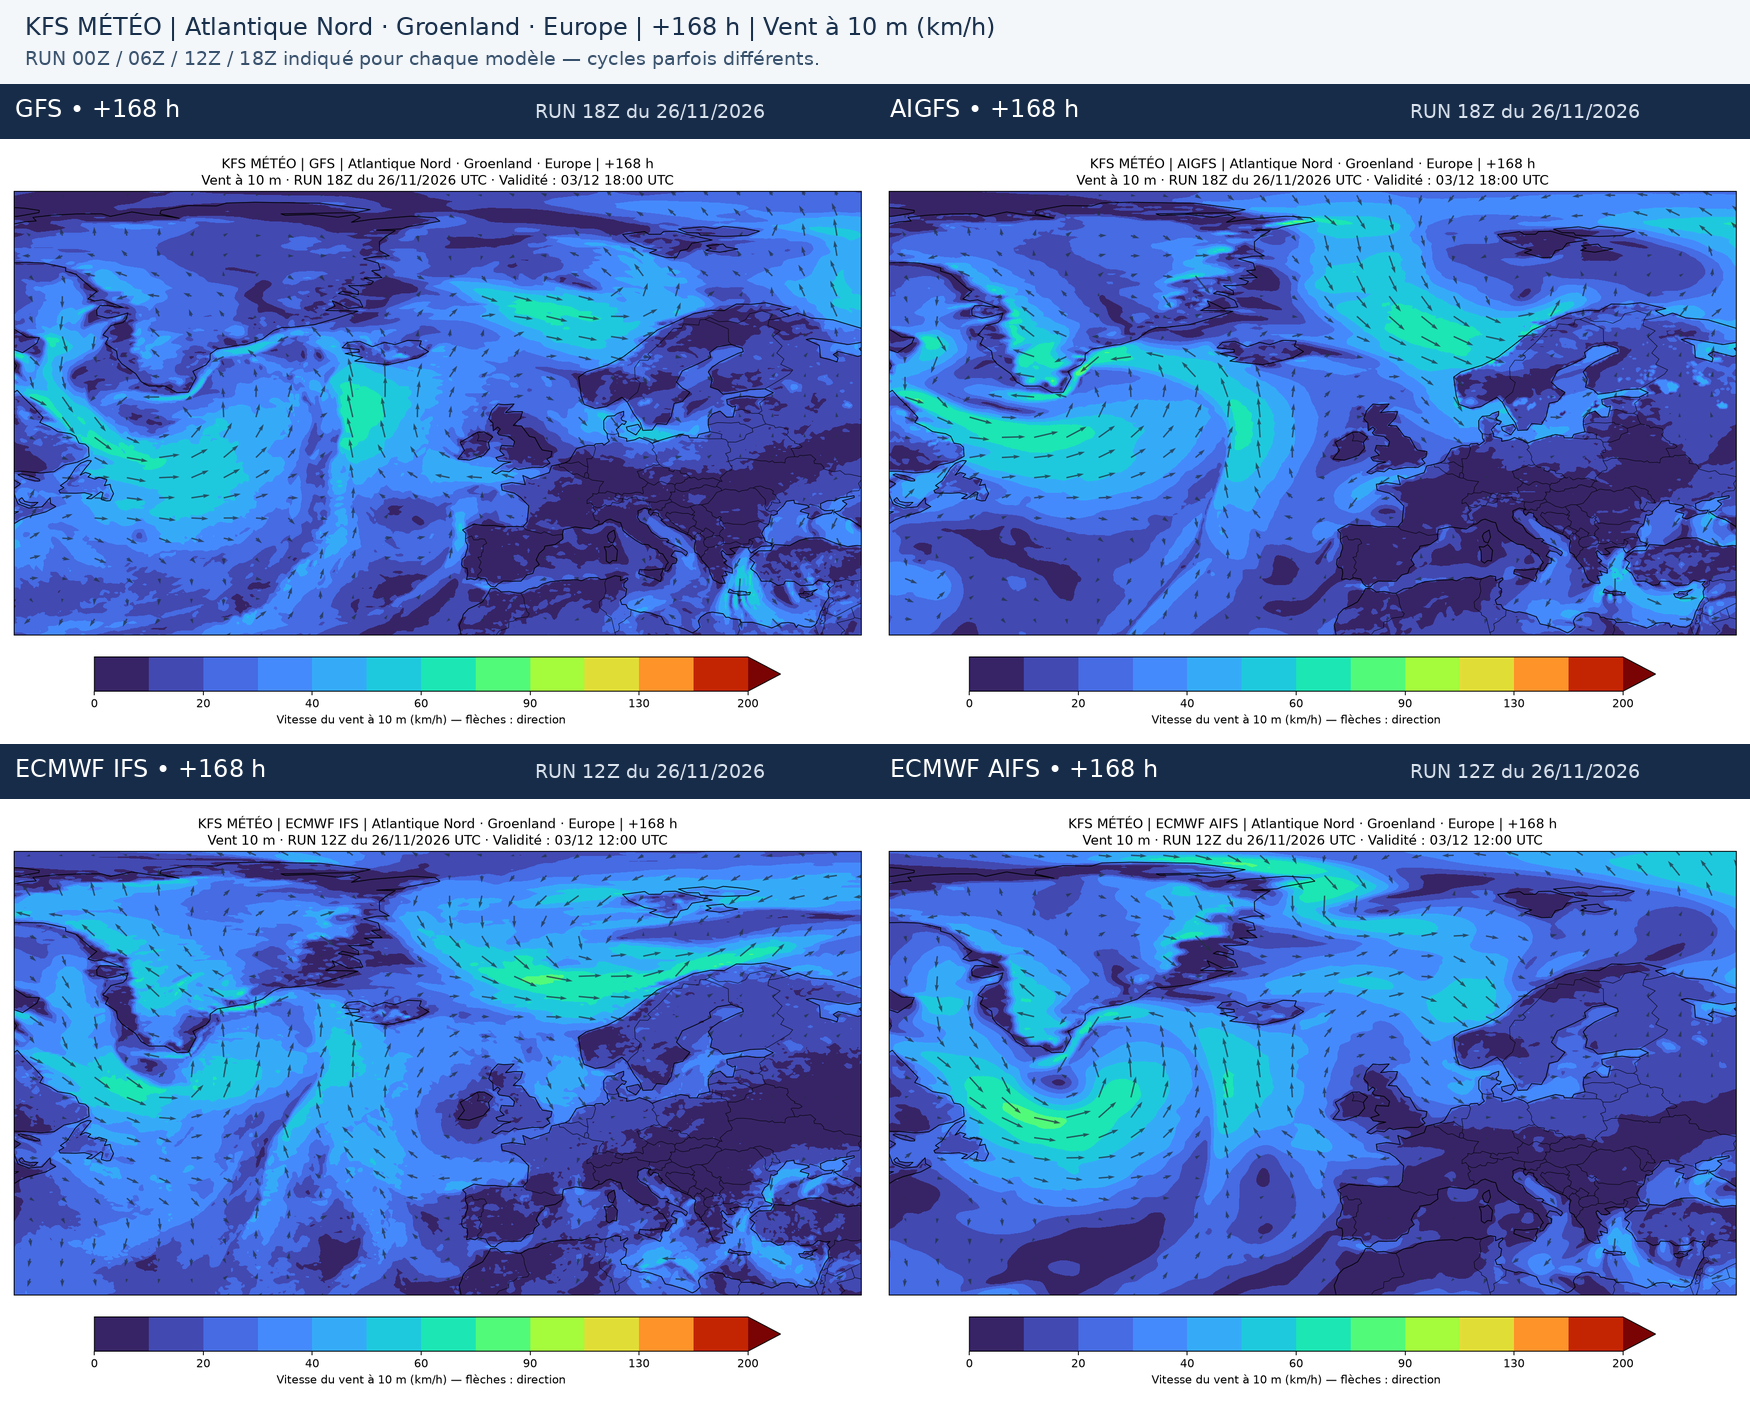 KFS MÉTÉO | Atlantique Nord · Groenland · Europe | +168 h | Vent à 10 m (km/h)
RUN 00Z / 06Z / 12Z / 18Z indiqué pour chaque modèle — cycles parfois différents.
GFS • +168 h
RUN 18Z du 26/11/2026
KFS MÉTÉO | GFS | Atlantique Nord · Groenland · Europe | +168 h
Vent à 10 m · RUN 18Z du 26/11/2026 UTC · Validité : 03/12 18:00 UTC
0 20 40 60 90 130 200
Vitesse du vent à 10 m (km/h) — flèches : direction
AIGFS • +168 h
RUN 18Z du 26/11/2026
KFS MÉTÉO | AIGFS | Atlantique Nord · Groenland · Europe | +168 h
Vent à 10 m · RUN 18Z du 26/11/2026 UTC · Validité : 03/12 18:00 UTC
0 20 40 60 90 130 200
Vitesse du vent à 10 m (km/h) — flèches : direction
ECMWF IFS • +168 h
RUN 12Z du 26/11/2026
KFS MÉTÉO | ECMWF IFS | Atlantique Nord · Groenland · Europe | +168 h
Vent 10 m · RUN 12Z du 26/11/2026 UTC · Validité : 03/12 12:00 UTC
0 20 40 60 90 130 200
Vitesse du vent à 10 m (km/h) — flèches : direction
ECMWF AIFS • +168 h
RUN 12Z du 26/11/2026
KFS MÉTÉO | ECMWF AIFS | Atlantique Nord · Groenland · Europe | +168 h
Vent 10 m · RUN 12Z du 26/11/2026 UTC · Validité : 03/12 12:00 UTC
0 20 40 60 90 130 200
Vitesse du vent à 10 m (km/h) — flèches : direction